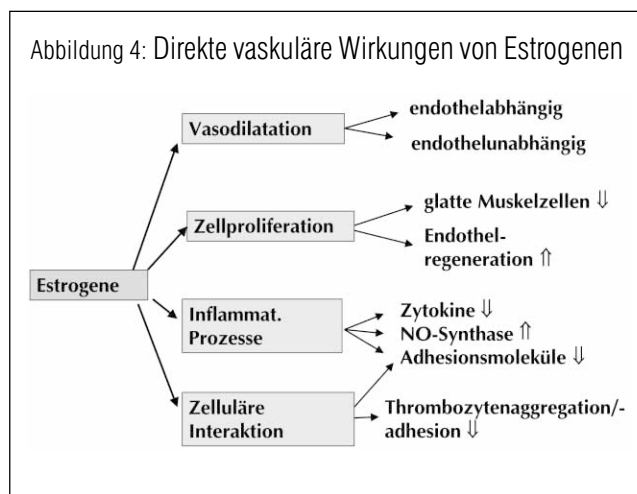 Abbildung 4: Direkte vaskuläre Wirkungen von Estrogenen
Estrogene
Vasodilatation
endothelabhängig
endothelunabhängig
Zellproliferation
glatte Muskelzellen ⇓
Endothel-
regeneration ⇑
Inflammat.
Prozesse
Zytokine ⇓
NO-Synthase ⇑
Adhesionsmoleküle ⇓
Zelluläre
Interaktion
Thrombozytenaggregation/-
adhesion ⇓